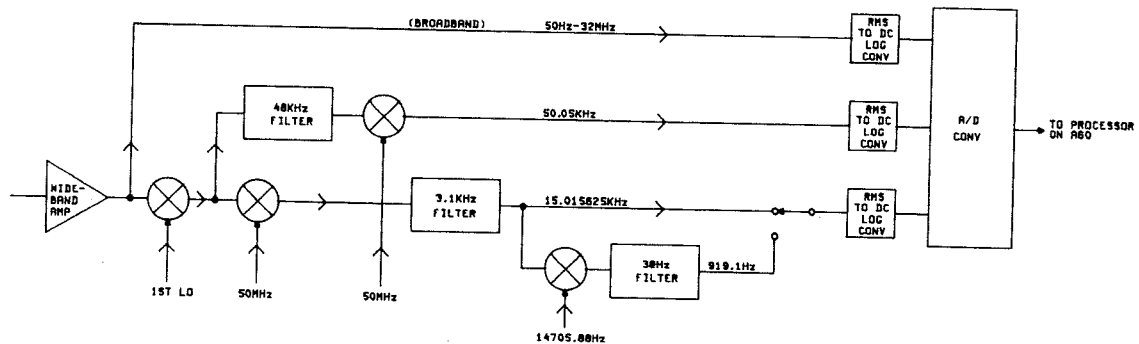 (BROADBAND)
50Hz-32MHz
RMS
TO DC
LOG
CONV
48KHz
FILTER
50.05KHz
RMS
TO DC
LOG
CONV
A/D
CONV
TO PROCESSOR
ON A60
WIDE-
BAND
AMP
3.1KHz
FILTER
15.015625KHz
RMS
TO DC
LOG
CONV
1ST LO
50MHz
50MHz
30Hz
FILTER
919.1Hz
14705.88Hz